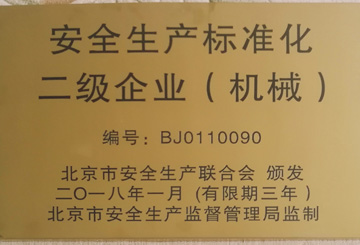 安全生产标准化
二级企业（机械）
编号：BJ0110090
北京市安全生产联合会 颁发
二〇一八年一月 (有限期三年）
北京市安全生产监督管理局监制